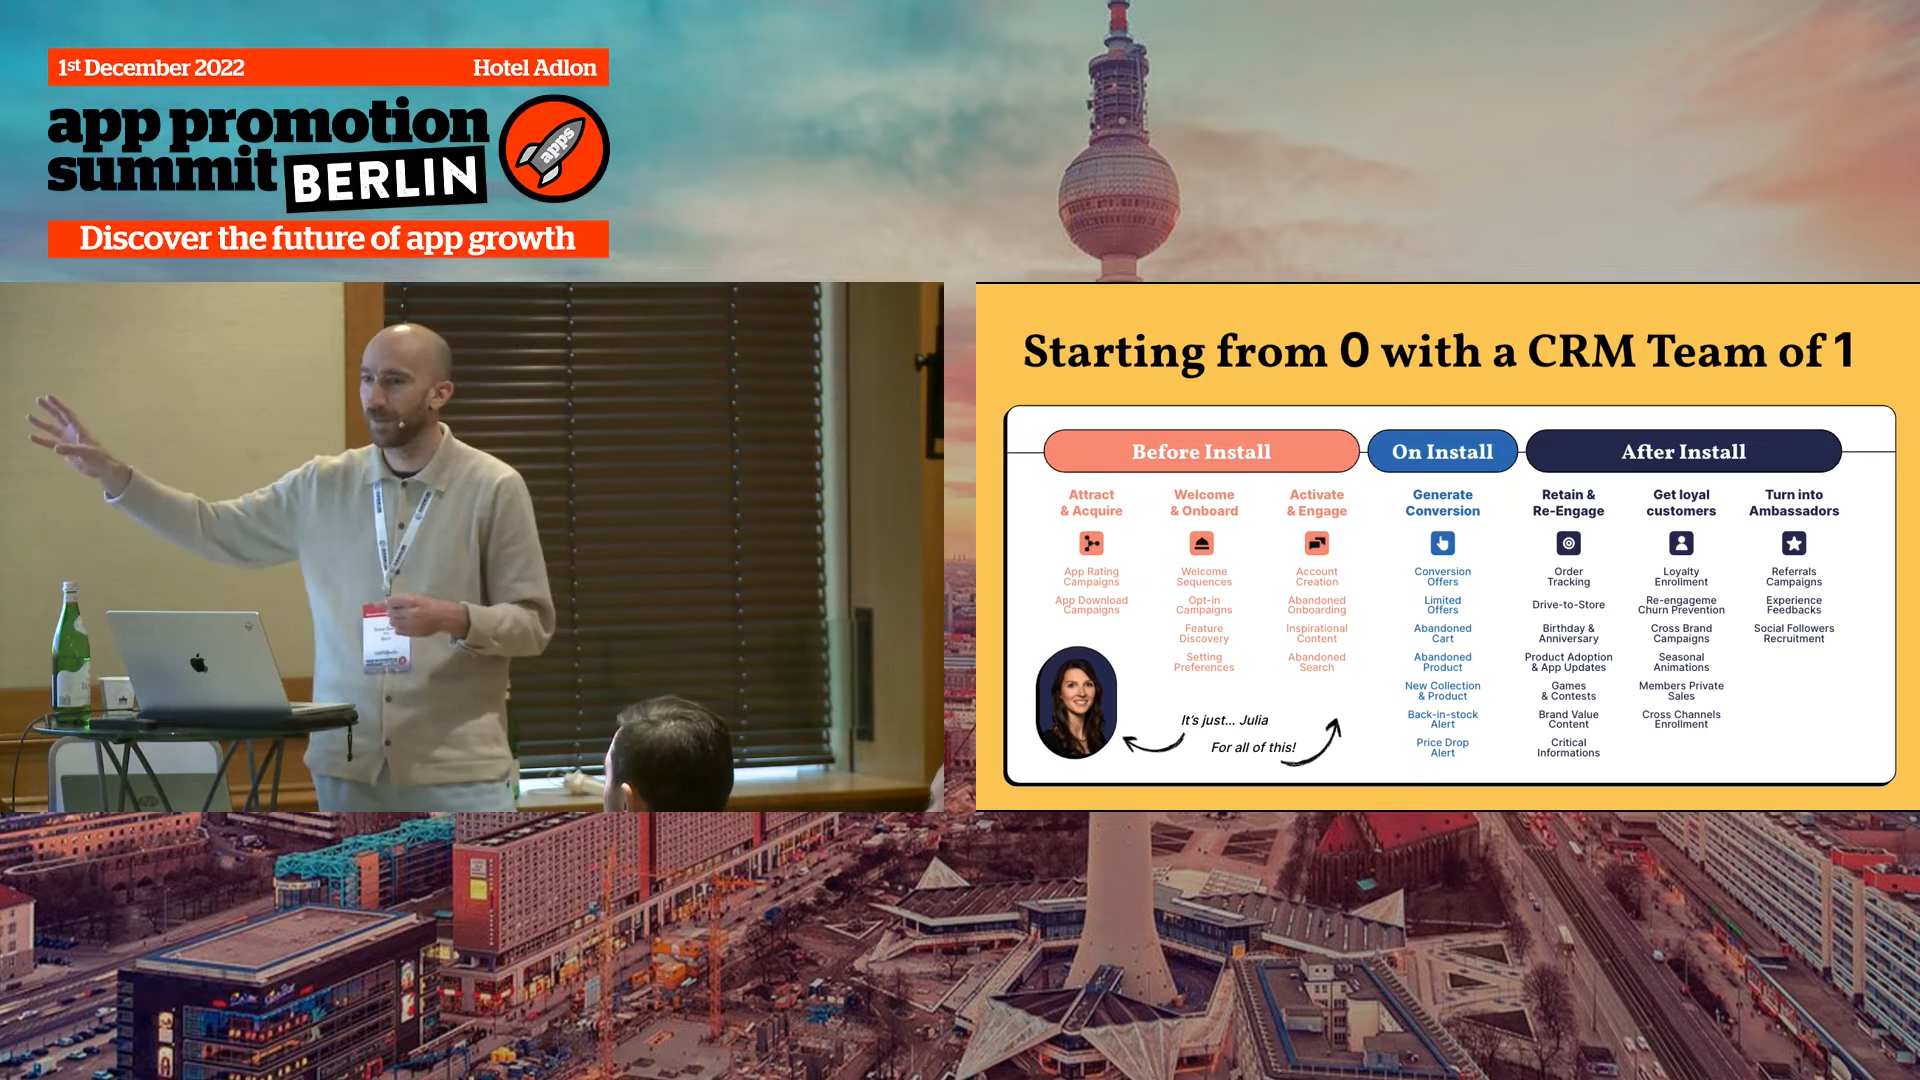 1st December 2022
Hotel Adlon
app promotion
summit BERLIN
apps
Discover the future of app growth
Starting from 0 with a CRM Team of 1
Before Install
On Install
After Install
Attract
& Acquire
App Rating
Campaigns
App Download
Campaigns
Welcome
& Onboard
Welcome
Sequences
Opt-in
Campaigns
Feature
Discovery
Setting
Preferences
Activate
& Engage
Account
Creation
Abandoned
Onboarding
Inspirational
Content
Abandoned
Search
Generate
Conversion
Conversion
Offers
Limited
Offers
Abandoned
Cart
Abandoned
Product
New Collection
& Product
Back-in-stock
Alert
Price Drop
Alert
Retain &
Re-Engage
Order
Tracking
Drive-to-Store
Birthday &
Anniversary
Product Adoption
& App Updates
Games
& Contests
Brand Value
Content
Critical
Informations
Get loyal
customers
Loyalty
Enrollment
Re-engageme
Churn Prevention
Cross Brand
Campaigns
Seasonal
Animations
Members Private
Sales
Cross Channels
Enrollment
Turn into
Ambassadors
Referrals
Campaigns
Experience
Feedbacks
Social Followers
Recruitment
It's just... Julia
For all of this!